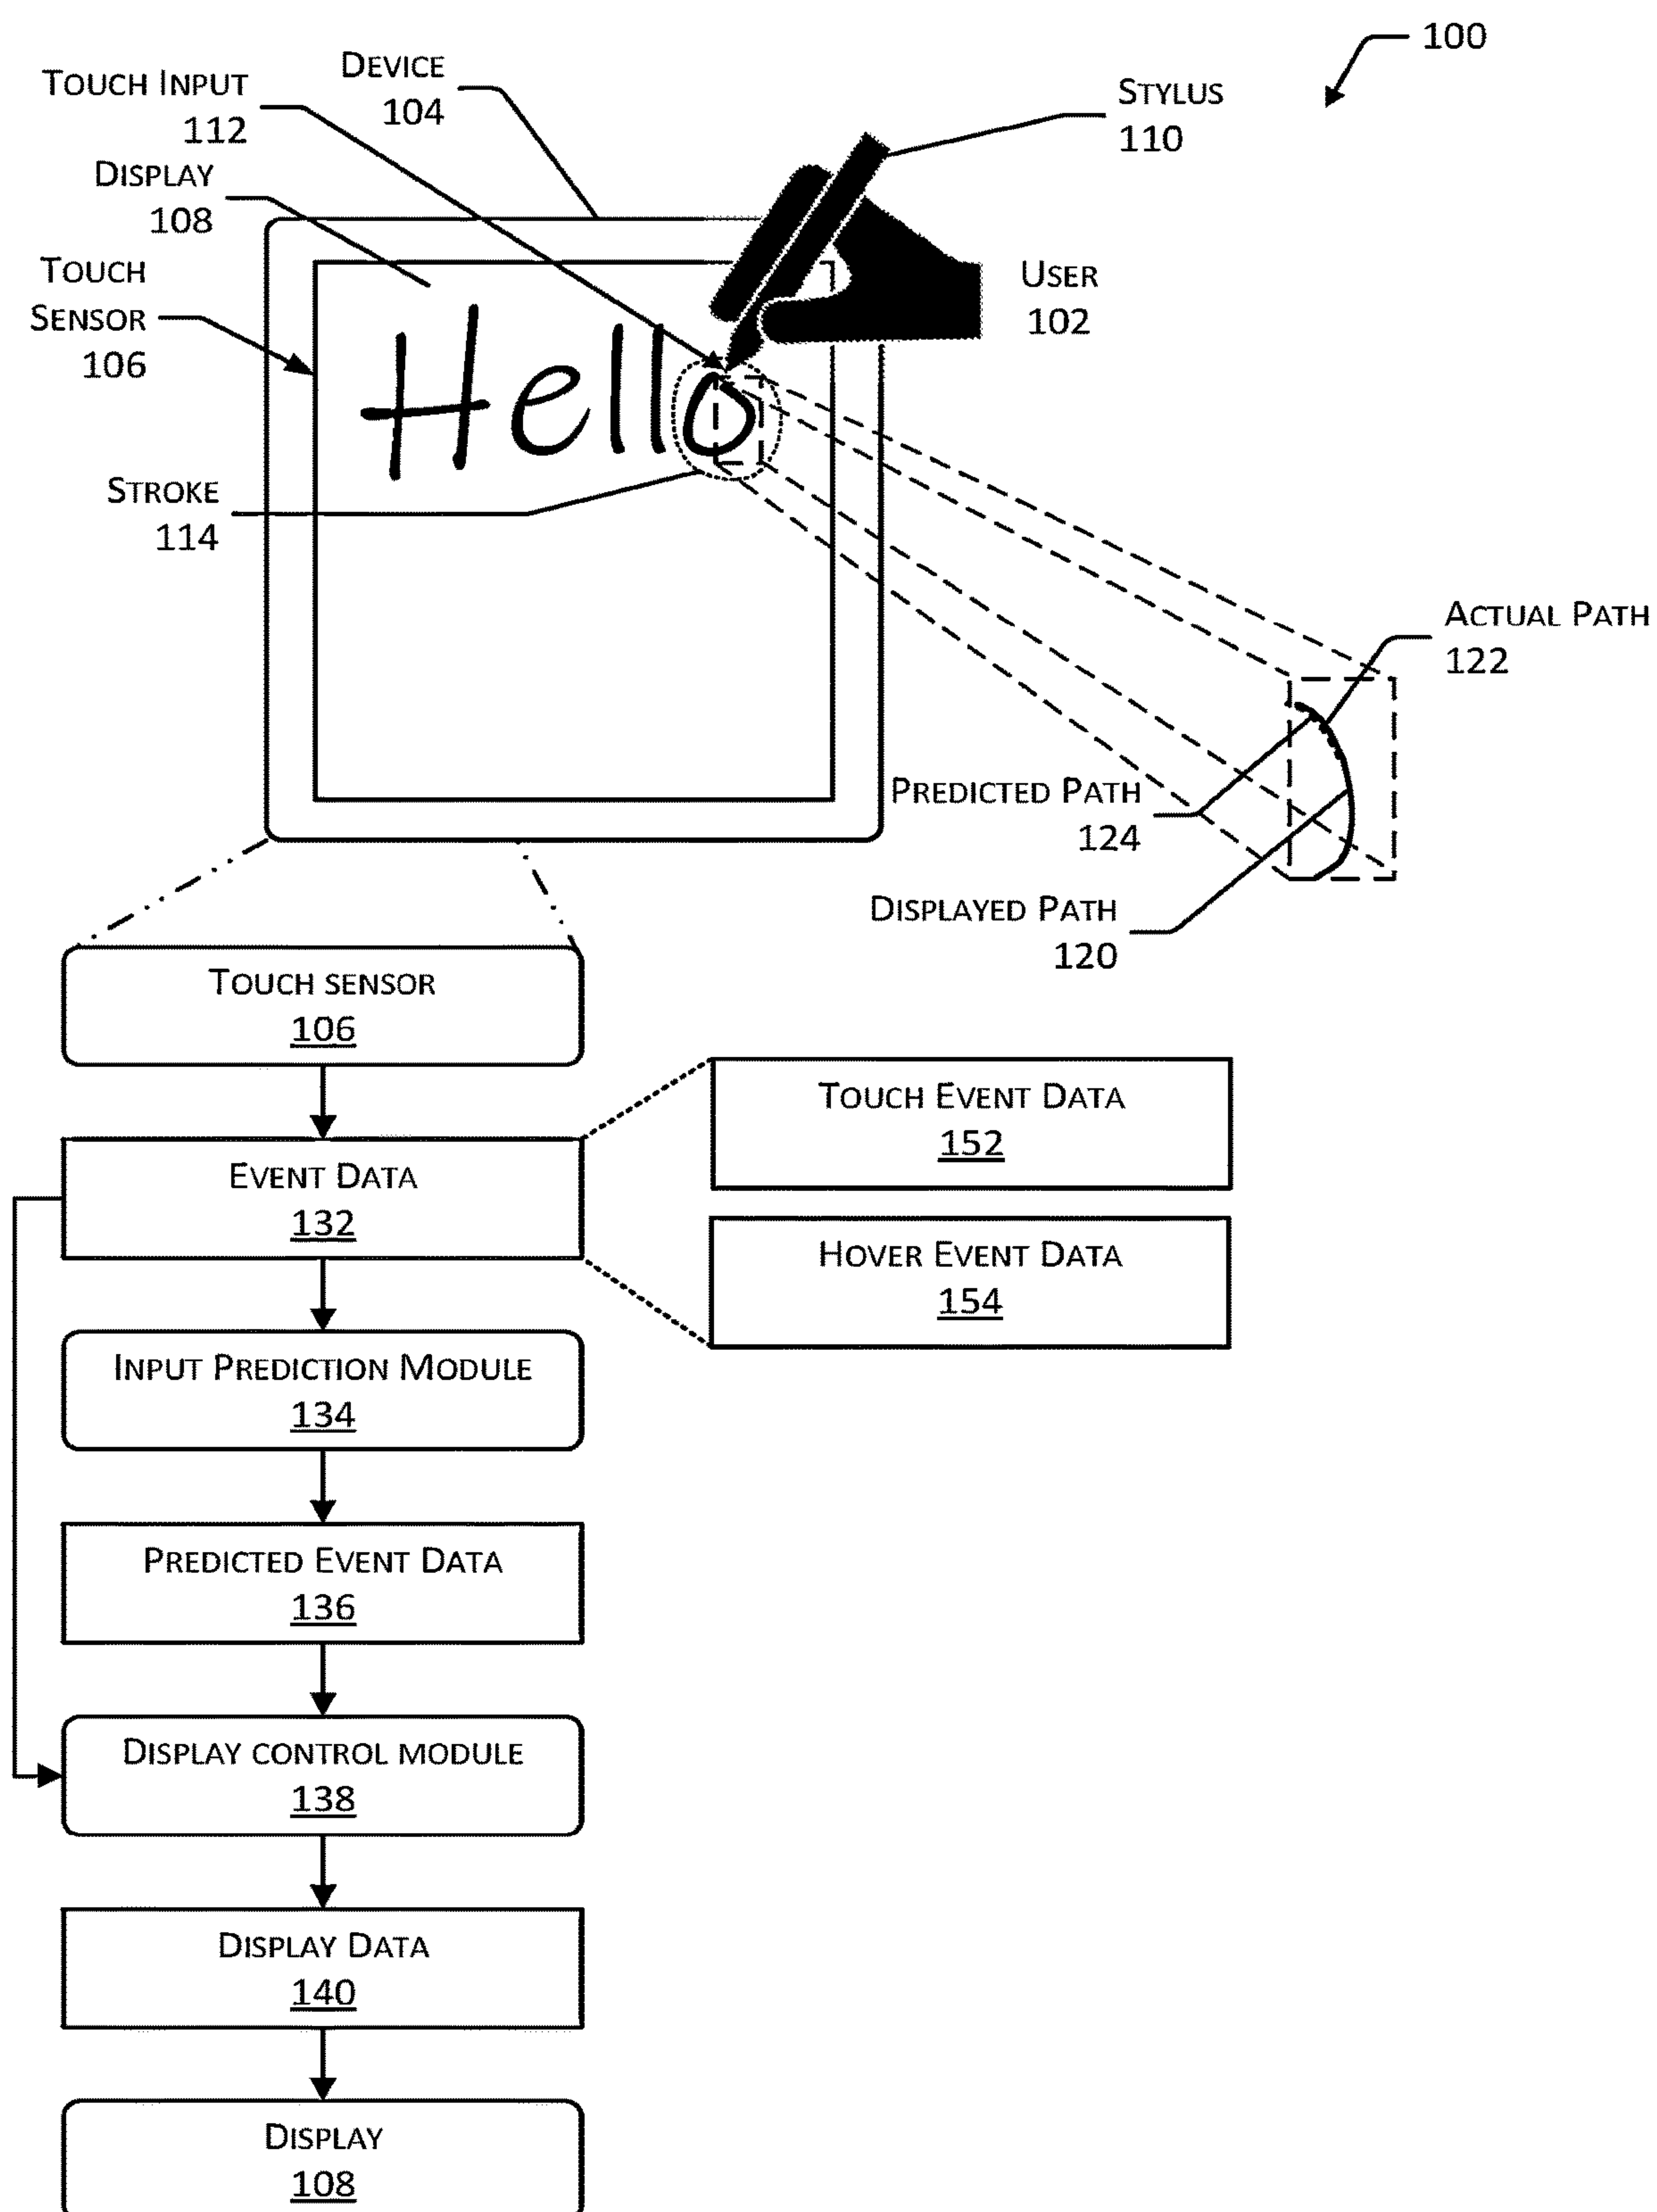 100
DEVICE
104
TOUCH INPUT
112
STYLUS
110
DISPLAY
108
TOUCH
SENSOR
106
USER
102
Hello
STROKE
114
ACTUAL PATH
122
PREDICTED PATH
124
DISPLAYED PATH
120
TOUCH SENSOR
106
TOUCH EVENT DATA
152
EVENT DATA
132
HOVER EVENT DATA
154
INPUT PREDICTION MODULE
134
PREDICTED EVENT DATA
136
DISPLAY CONTROL MODULE
138
DISPLAY DATA
140
DISPLAY
108